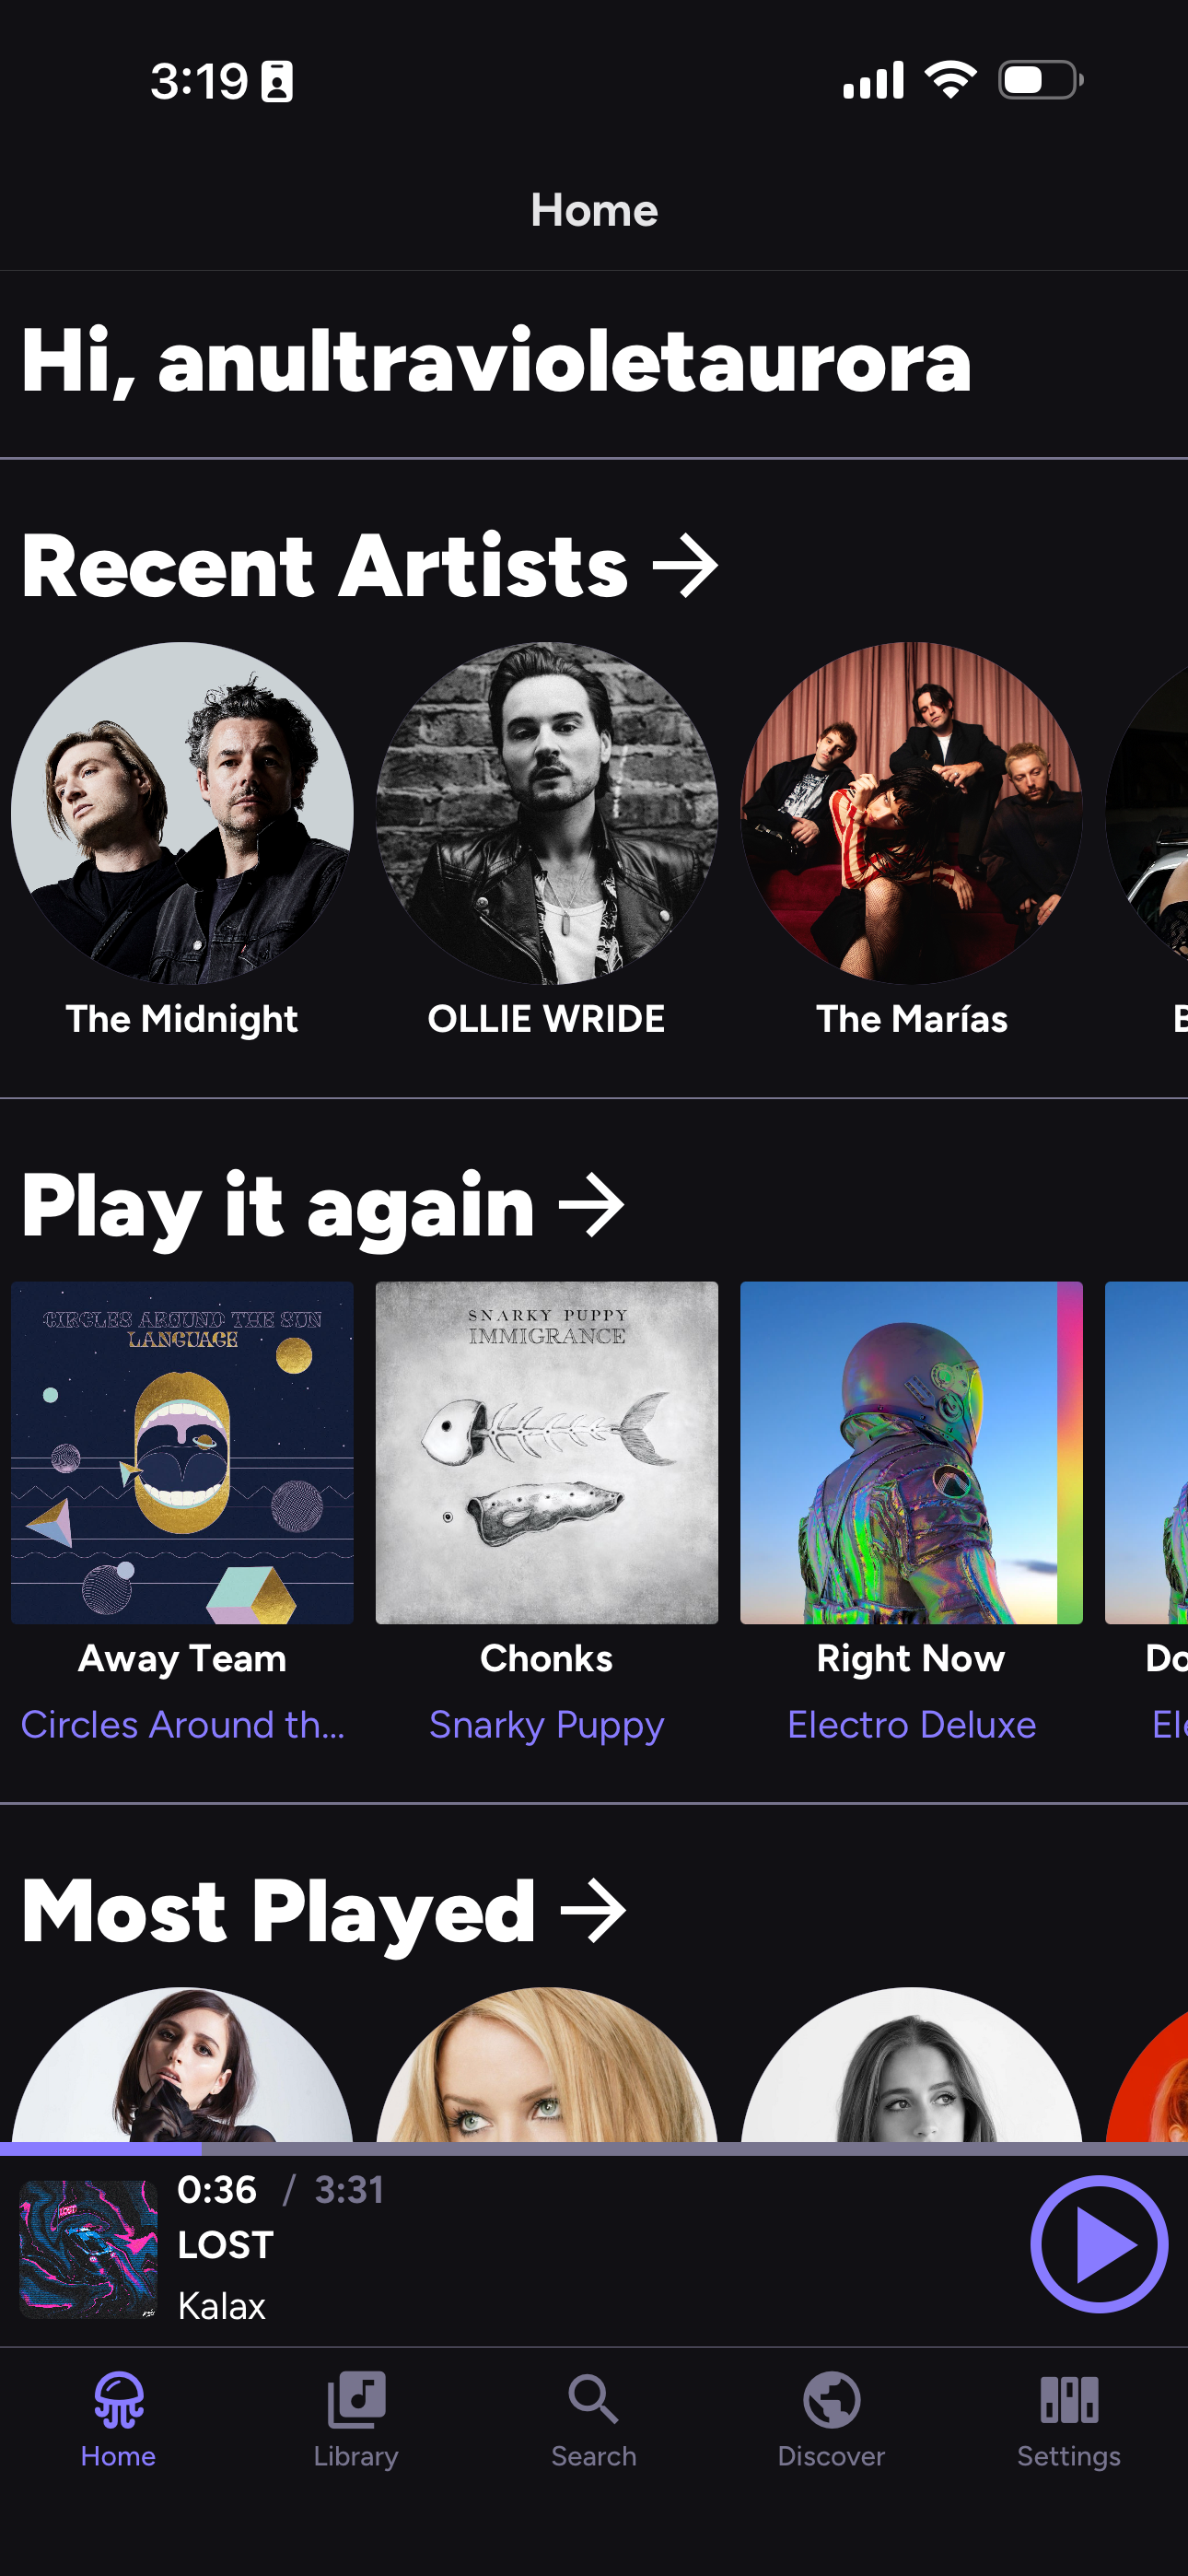 3:19
Home
Hi, anultravioletaurora
Recent Artists
The Midnight
OLLIE WRIDE
The Marías
B
Play it again
CIRCLES AROUND THE SUN
LANGUAGE
SNARKY PUPPY
IMMIGRANCE
Away Team
Chonks
Right Now
Do
Circles Around th...
Snarky Puppy
Electro Deluxe
Ele
Most Played
0:36 / 3:31
LOST
LOST
Kalax
Home
Library
Search
Discover
Settings